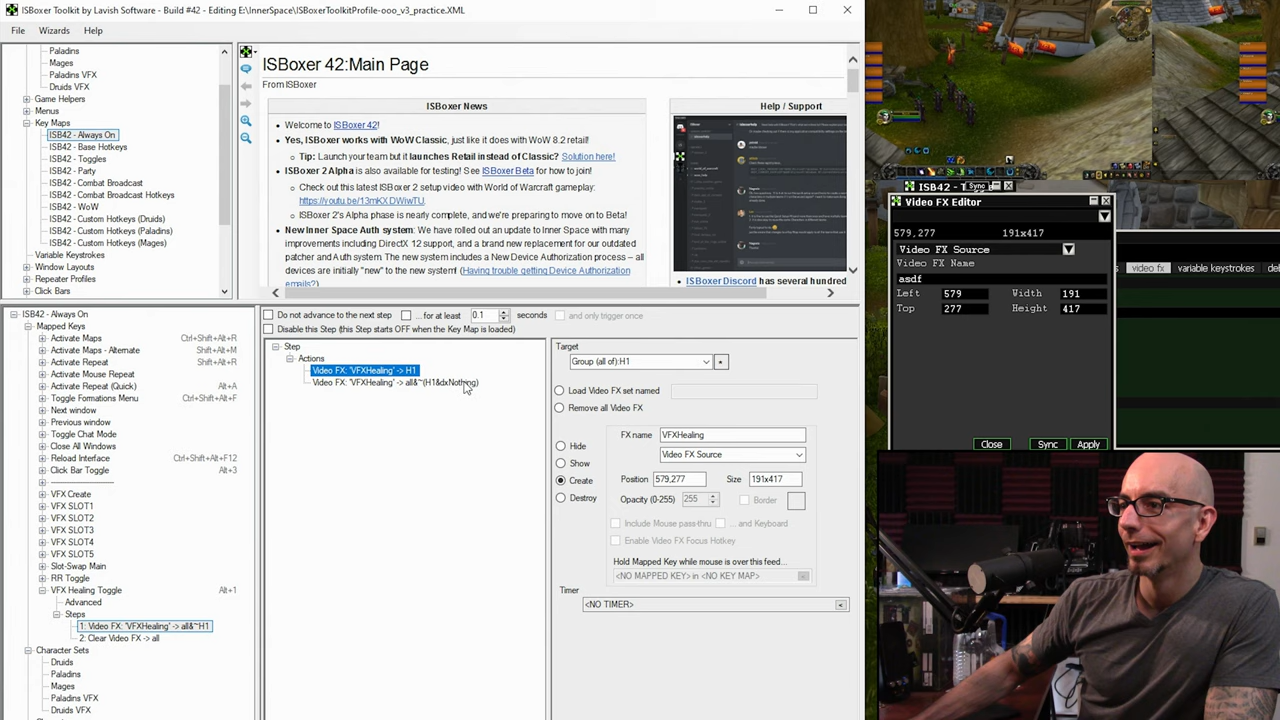 ISBoxer Toolkit by Lavish Software - Build #42 - Editing E:\InnerSpace\ISBoxerToolkitProfile-ooo_v3_practice.XML
File Wizards Help
Paladins
Mages
Paladins VFX
Druids VFX
Game Helpers
Menus
Key Maps
ISB42 - Always On
ISB42 - Base Hotkeys
ISB42 - Toggles
ISB42 - Party
ISB42 - Combat Broadcast
ISB42 - Combat Hotkeys
ISB42 - WoW
ISB42 - Custom Hotkeys (Druids)
ISB42 - Custom Hotkeys (Paladins)
ISB42 - Custom Hotkeys (Mages)
Variable Keystrokes
Window Layouts
Repeater Profiles
Click Bars
ISBoxer 42:Main Page
From ISBoxer
ISBoxer News
Welcome to ISBoxer 42!
Yes, ISBoxer works with WoW Classic, just like it does with WoW 8.2 retail!
Tip: Launch your team but it launches Retail instead of Classic? Solution here!
ISBoxer 2 Alpha is also available for testing! See ISBoxer Beta for how to join!
Check out this latest ISBoxer 2 setup video with World of Warcraft gameplay:
https://youtu.be/13mKXDWiwTU.
ISBoxer 2's Alpha phase is nearly complete, and we're preparing to move on to Beta!
New Inner Space Auth system: We have rolled out an update to Inner Space with many
improvements including DirectX 12 support, and a brand new replacement for our outdated
patcher and Auth system. The new system includes a New Device Authorization process – all
devices are initially "new" to the new system! (Having trouble getting Device Authorization
emails?)
Help / Support
ISBoxer Discord has several hundred
ISB42 - Always On
Mapped Keys
Activate Maps Ctrl+Shift+Alt+R
Activate Maps - Alternate Shift+Alt+M
Activate Repeat Shift+Alt+R
Activate Mouse Repeat
Activate Repeat (Quick) Alt+A
Toggle Formations Menu Shift+Alt+F
Next window
Previous window
Toggle Chat Mode
Close All Windows
Reload Interface Ctrl+Shift+Alt+F12
Click Bar Toggle Alt+3
VFX Create
VFX SLOT1
VFX SLOT2
VFX SLOT3
VFX SLOT4
VFX SLOT5
Slot-Swap Main
RR Toggle
VFX Healing Toggle Alt+1
Advanced
Steps
1: Video FX: 'VFXHealing' -> all&~H1
2: Clear Video FX -> all
Character Sets
Druids
Paladins
Mages
Paladins VFX
Druids VFX
Do not advance to the next step ... for at least 0.1 seconds and only trigger once
Disable this Step (this Step starts OFF when the Key Map is loaded)
Step
Actions
Video FX: 'VFXHealing' -> H1
Video FX: 'VFXHealing' -> all&~(H1&dxNothing)
Target
Group (all of):H1
Load Video FX set named
Remove all Video FX
Hide
Show
Create
Destroy
FX name VFXHealing
Video FX Source
Position 579,277 Size 191x417
Opacity (0-255) 255 Border
Include Mouse pass-thru ... and Keyboard
Enable Video FX Focus Hotkey
Hold Mapped Key while mouse is over this feed...
<NO MAPPED KEY> in <NO KEY MAP>
Timer
<NO TIMER>
Sync
Video FX Editor
579,277 191x417
Video FX Source
Video FX Name
asdf
Left 579 Width 191
Top 277 Height 417
Close Sync Apply
video fx variable keystrokes